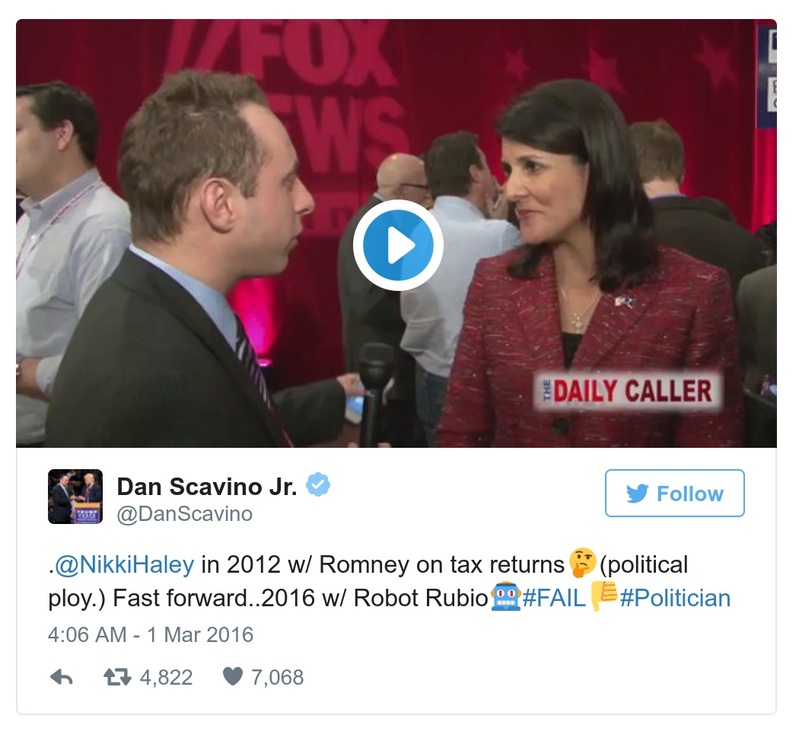 FOX
EWS
THE DAILY CALLER
Dan Scavino Jr.
@DanScavino
Follow
.@NikkiHaley in 2012 w/ Romney on tax returns🤔(political
ploy.) Fast forward..2016 w/ Robot Rubio🤖#FAIL👎#Politician
4:06 AM - 1 Mar 2016
4,822 7,068